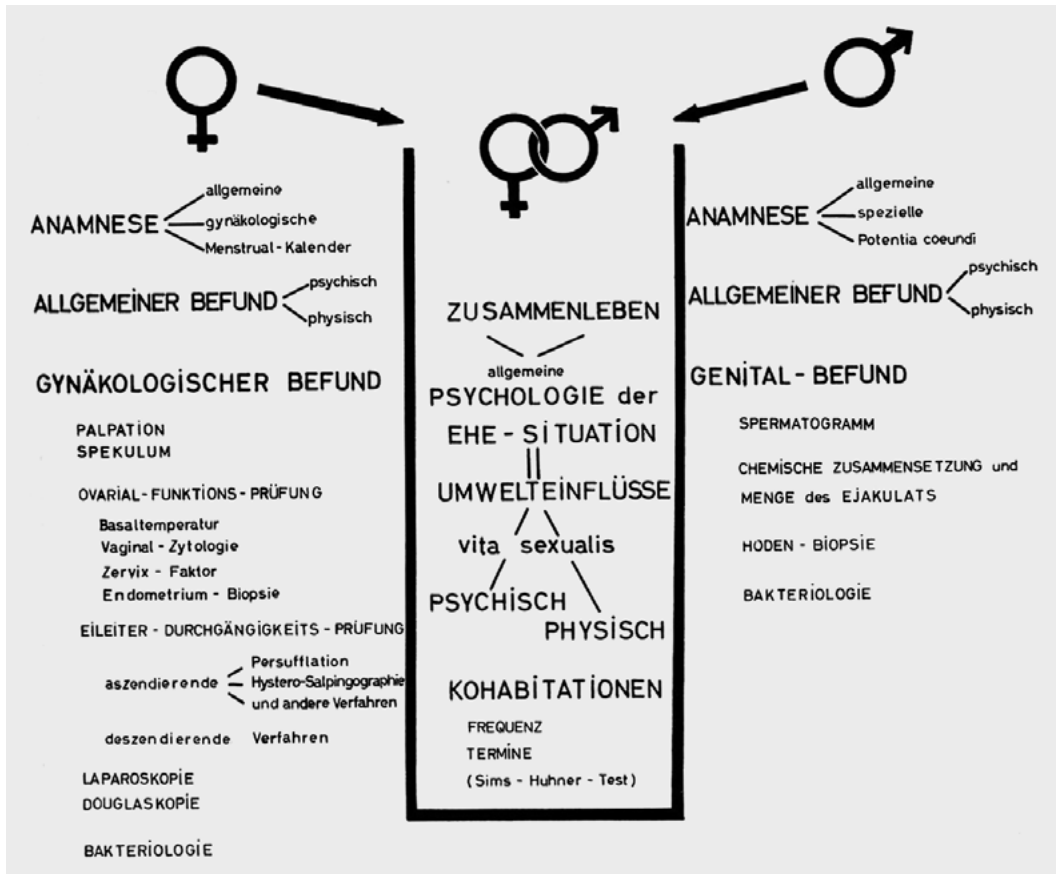 ANAMNESE
allgemeine
gynäkologische
Menstrual - Kalender
ALLGEMEINER BEFUND
psychisch
physisch
GYNÄKOLOGISCHER BEFUND
PALPATION
SPEKULUM
OVARIAL - FUNKTIONS - PRÜFUNG
Basaltemperatur
Vaginal - Zytologie
Zervix - Faktor
Endometrium - Biopsie
EILEITER - DURCHGÄNGIGKEITS - PRÜFUNG
aszendierende
Persufflation
Hystero - Salpingographie
und andere Verfahren
deszendierende Verfahren
LAPAROSKOPIE
DOUGLASKOPIE
BAKTERIOLOGIE
ZUSAMMENLEBEN
allgemeine
PSYCHOLOGIE der
EHE - SITUATION
UMWELTEINFLÜSSE
vita sexualis
PSYCHISCH
PHYSISCH
KOHABITATIONEN
FREQUENZ
TERMINE
(Sims - Huhner - Test)
ANAMNESE
allgemeine
spezielle
Potentia coeundi
ALLGEMEINER BEFUND
psychisch
physisch
GENITAL - BEFUND
SPERMATOGRAMM
CHEMISCHE ZUSAMMENSETZUNG und
MENGE des EJAKULATS
HODEN - BIOPSIE
BAKTERIOLOGIE